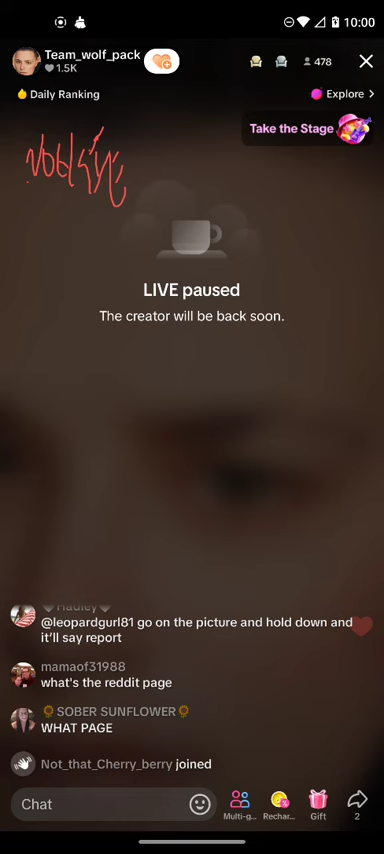 10:00
Team_wolf_pack
1.5K
478
Daily Ranking
Explore >
Take the Stage
LIVE paused
The creator will be back soon.
Hadley
@leopardgurl81 go on the picture and hold down and
it'll say report
mamaof31988
what's the reddit page
🌻SOBER SUNFLOWER🌻
WHAT PAGE
Not_that_Cherry_berry joined
Chat
Multi-g...
Rechar...
Gift
2